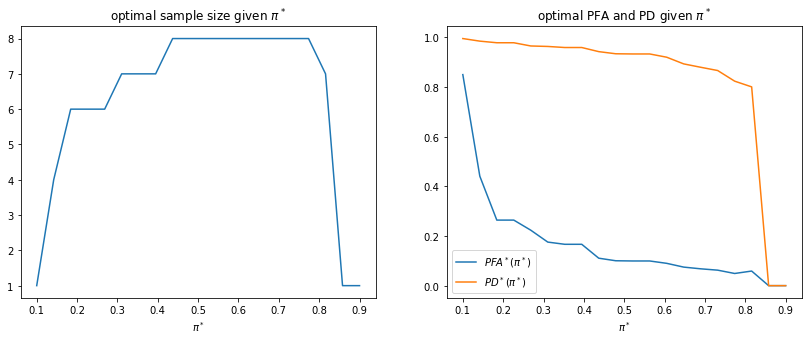 optimal sample size given π*
8
7
6
5
4
3
2
1
0.1 0.2 0.3 0.4 0.5 0.6 0.7 0.8 0.9
π*
optimal PFA and PD given π*
1.0
0.8
0.6
0.4
0.2
0.0
PFA*(π*)
PD*(π*)
0.1 0.2 0.3 0.4 0.5 0.6 0.7 0.8 0.9
π*